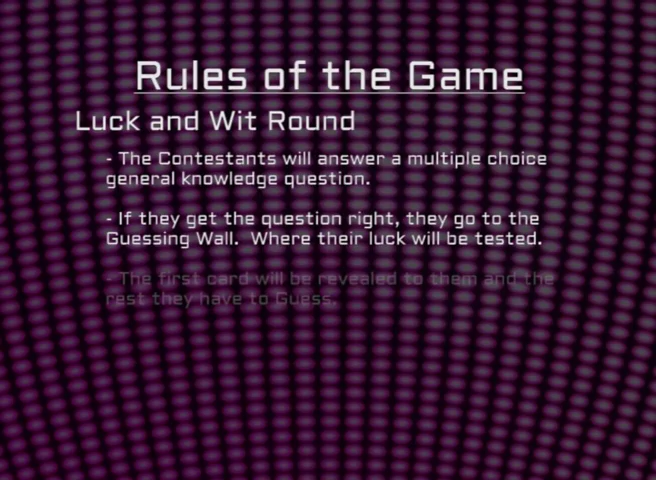 Rules of the Game
Luck and Wit Round
- The Contestants will answer a multiple choice
general knowledge question.
- If they get the question right, they go to the
Guessing Wall.  Where their luck will be tested.
- The first card will be revealed to them and the
rest they have to Guess.